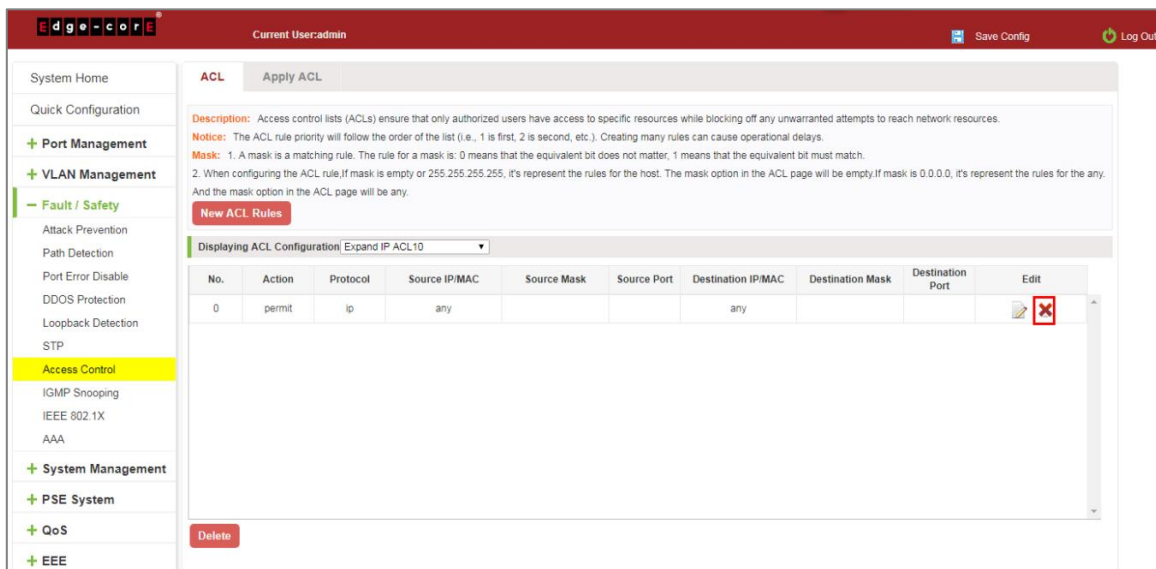 Edge-corE
®
Current User:admin
Save Config
Log Out
System Home
Quick Configuration
+ Port Management
+ VLAN Management
− Fault / Safety
Attack Prevention
Path Detection
Port Error Disable
DDOS Protection
Loopback Detection
STP
Access Control
IGMP Snooping
IEEE 802.1X
AAA
+ System Management
+ PSE System
+ QoS
+ EEE
ACL Apply ACL
Description: Access control lists (ACLs) ensure that only authorized users have access to specific resources while blocking off any unwarranted attempts to reach network resources.
Notice: The ACL rule priority will follow the order of the list (i.e., 1 is first, 2 is second, etc.). Creating many rules can cause operational delays.
Mask: 1. A mask is a matching rule. The rule for a mask is: 0 means that the equivalent bit does not matter, 1 means that the equivalent bit must match.
2. When configuring the ACL rule,If mask is empty or 255.255.255.255, it's represent the rules for the host. The mask option in the ACL page will be empty.If mask is 0.0.0.0, it's represent the rules for the any.
And the mask option in the ACL page will be any.
New ACL Rules
Displaying ACL Configuration Expand IP ACL10
No. Action Protocol Source IP/MAC Source Mask Source Port Destination IP/MAC Destination Mask Destination Port Edit
0 permit ip any any
Delete